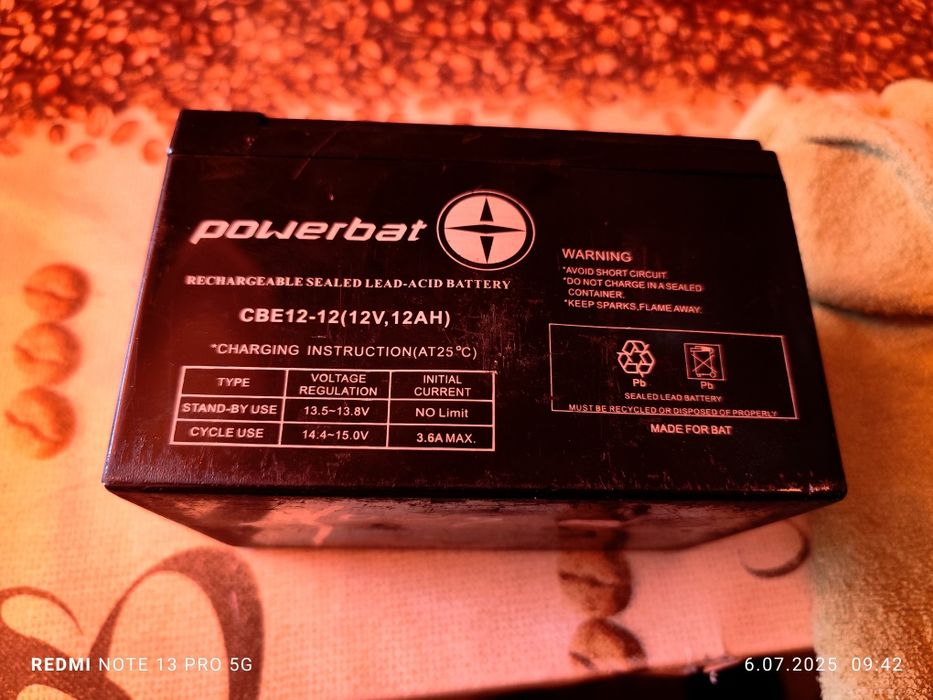 powerbat
RECHARGEABLE SEALED LEAD-ACID BATTERY
CBE12-12(12V,12AH)
*CHARGING INSTRUCTION(AT25°C)
TYPE VOLTAGE REGULATION INITIAL CURRENT
STAND-BY USE 13.5~13.8V NO Limit
CYCLE USE 14.4~15.0V 3.6A MAX.
WARNING
*AVOID SHORT CIRCUIT.
*DO NOT CHARGE IN A SEALED
CONTAINER.
*KEEP SPARKS,FLAME AWAY.
Pb Pb
SEALED LEAD BATTERY
MUST BE RECYCLED OR DISPOSED OF PROPERLY
MADE FOR BAT
REDMI NOTE 13 PRO 5G
6.07.2025 09:42